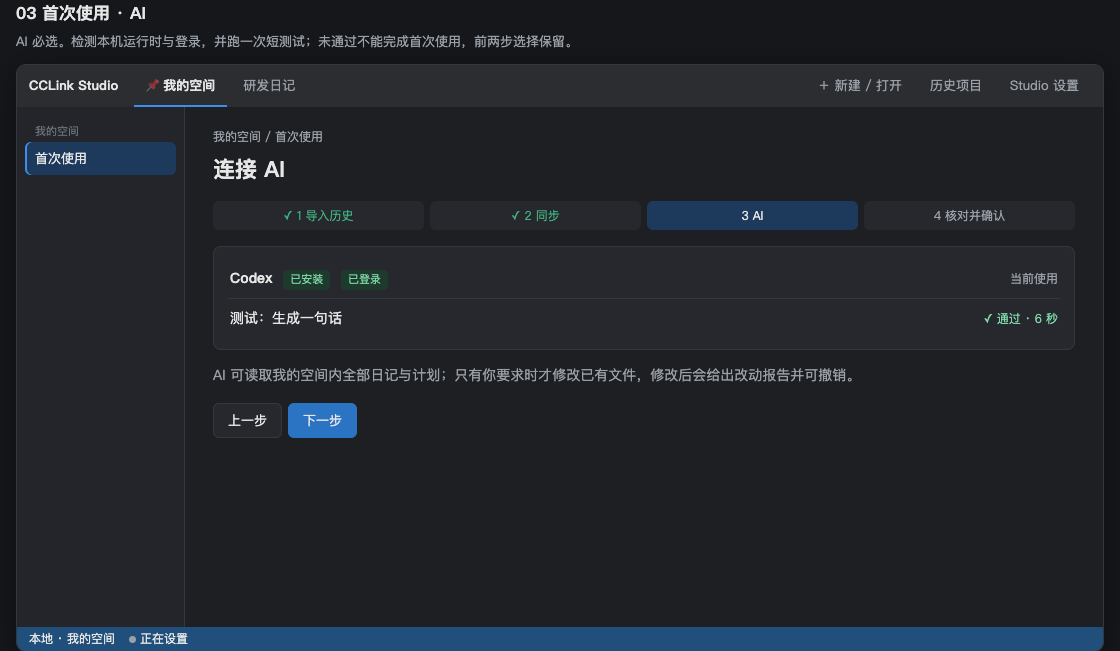 03 首次使用 · AI
AI 必选。检测本机运行时与登录，并跑一次短测试；未通过不能完成首次使用，前两步选择保留。
CCLink Studio 📌 我的空间 研发日记 + 新建 / 打开 历史项目 Studio 设置
我的空间
首次使用
我的空间 / 首次使用
连接 AI
✓ 1 导入历史 ✓ 2 同步 3 AI 4 核对并确认
Codex 已安装 已登录 当前使用
测试：生成一句话 ✓ 通过 · 6 秒
AI 可读取我的空间内全部日记与计划；只有你要求时才修改已有文件，修改后会给出改动报告并可撤销。
上一步 下一步
本地 · 我的空间 ● 正在设置